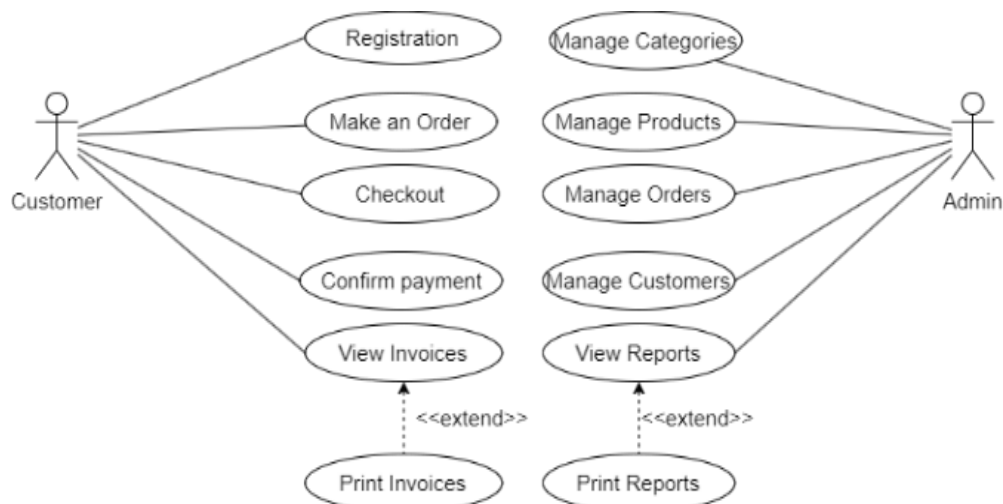 Registration
Manage Categories
Make an Order
Manage Products
Customer
Checkout
Manage Orders
Admin
Confirm payment
Manage Customers
View Invoices
View Reports
<<extend>>
<<extend>>
Print Invoices
Print Reports